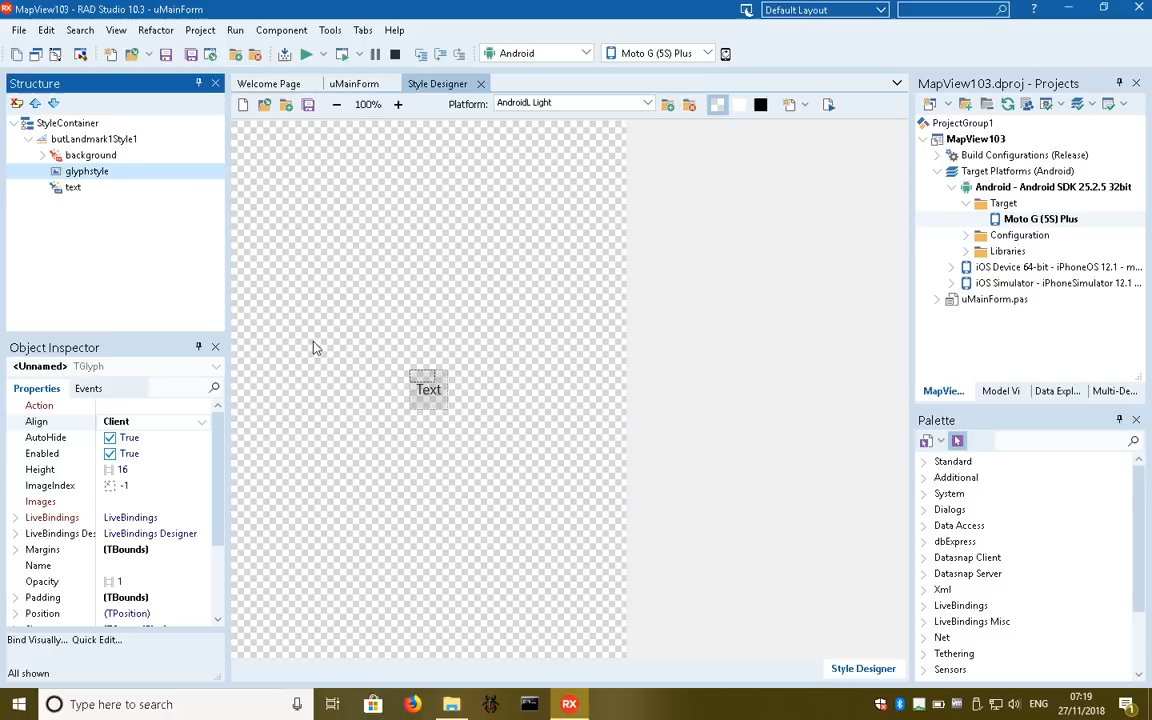 MapView103 - RAD Studio 10.3 - uMainForm
Default Layout
File Edit Search View Refactor Project Run Component Tools Tabs Help
Android
Moto G (5S) Plus
Structure
StyleContainer
butLandmark1Style1
background
glyphstyle
text
Object Inspector
<Unnamed> TGlyph
Properties Events
Action
Align Client
AutoHide True
Enabled True
Height 16
ImageIndex -1
Images
LiveBindings LiveBindings
LiveBindings Des LiveBindings Designer
Margins (TBounds)
Name
Opacity 1
Padding (TBounds)
Position (TPosition)
Bind Visually... Quick Edit...
All shown
Welcome Page uMainForm Style Designer
100%
Platform: AndroidL Light
Text
Style Designer
MapView103.dproj - Projects
ProjectGroup1
MapView103
Build Configurations (Release)
Target Platforms (Android)
Android - Android SDK 25.2.5 32bit
Target
Moto G (5S) Plus
Configuration
Libraries
iOS Device 64-bit - iPhoneOS 12.1 - m...
iOS Simulator - iPhoneSimulator 12.1 ...
uMainForm.pas
MapVie... Model Vi Data Expl... Multi-De...
Palette
Standard
Additional
System
Dialogs
Data Access
dbExpress
Datasnap Client
Datasnap Server
Xml
LiveBindings
LiveBindings Misc
Net
Tethering
Sensors
Type here to search
RX
ENG
07:19
27/11/2018